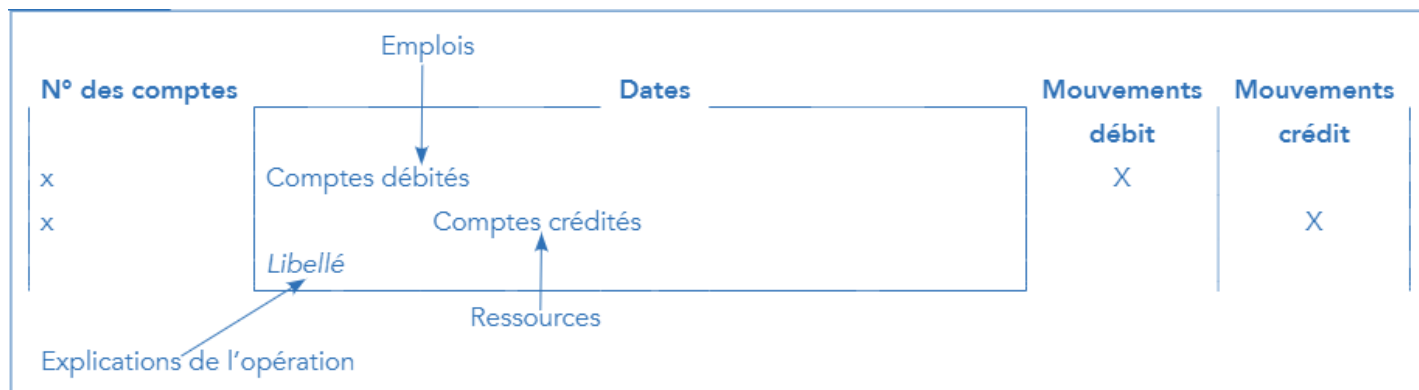 Emplois
N° des comptes Dates Mouvements débit Mouvements crédit
x Comptes débités X
x Comptes crédités X
Libellé
Ressources
Explications de l'opération